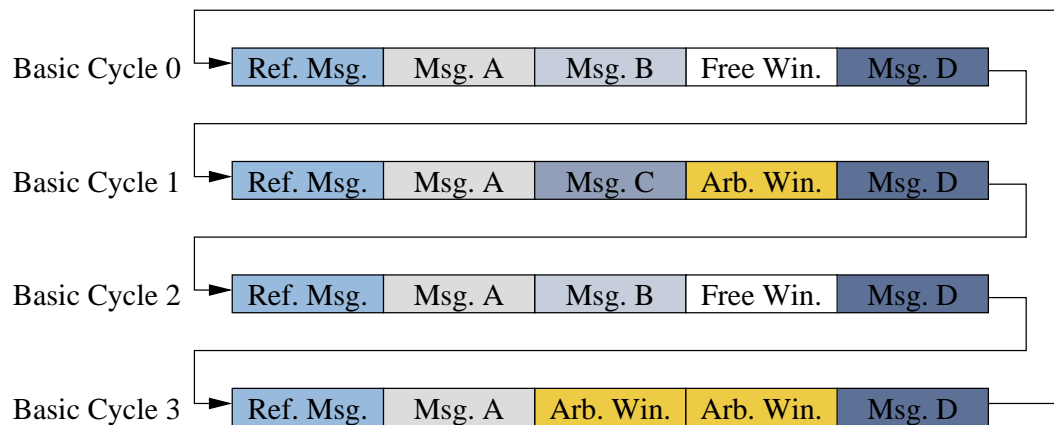 Basic Cycle 0 Ref. Msg. Msg. A Msg. B Free Win. Msg. D
Basic Cycle 1 Ref. Msg. Msg. A Msg. C Arb. Win. Msg. D
Basic Cycle 2 Ref. Msg. Msg. A Msg. B Free Win. Msg. D
Basic Cycle 3 Ref. Msg. Msg. A Arb. Win. Arb. Win. Msg. D